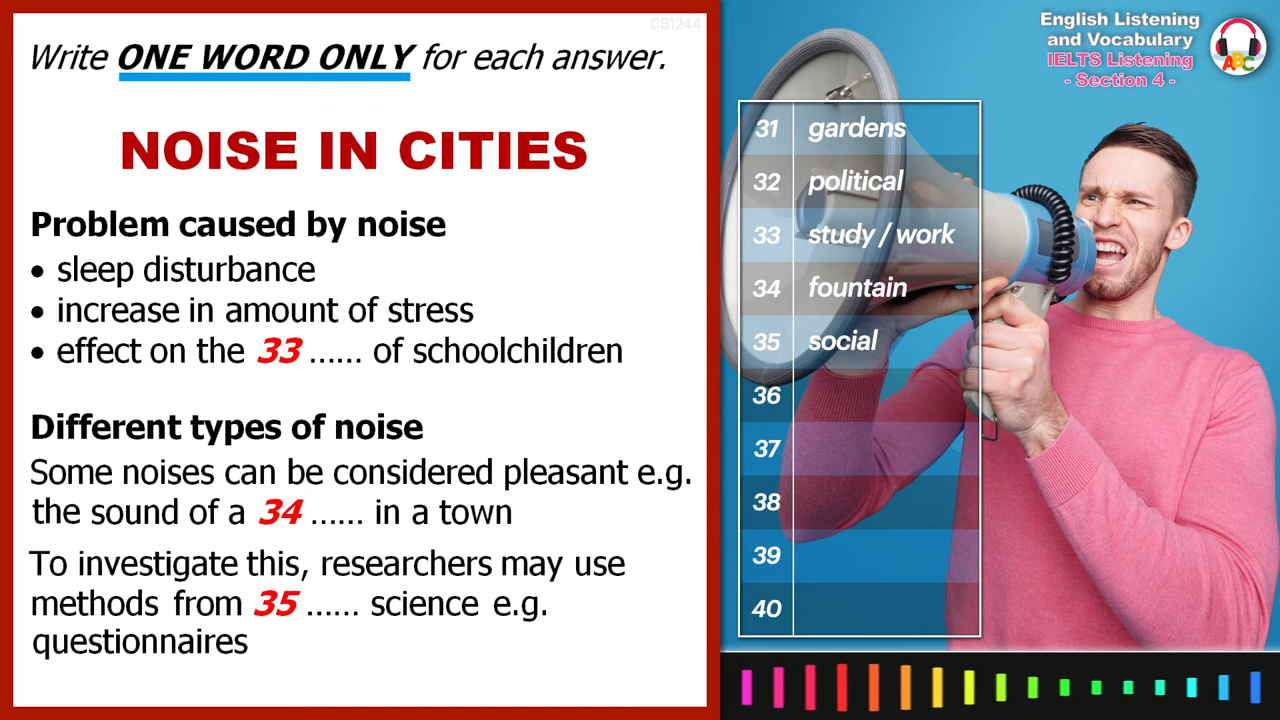 CB1244
Write ONE WORD ONLY for each answer.
NOISE IN CITIES
Problem caused by noise
• sleep disturbance
• increase in amount of stress
• effect on the 33 ...... of schoolchildren
Different types of noise
Some noises can be considered pleasant e.g.
the sound of a 34 ...... in a town
To investigate this, researchers may use
methods from 35 ...... science e.g.
questionnaires
English Listening
and Vocabulary
IELTS Listening
- Section 4 -
ABC
31 gardens
32 political
33 study / work
34 fountain
35 social
36
37
38
39
40